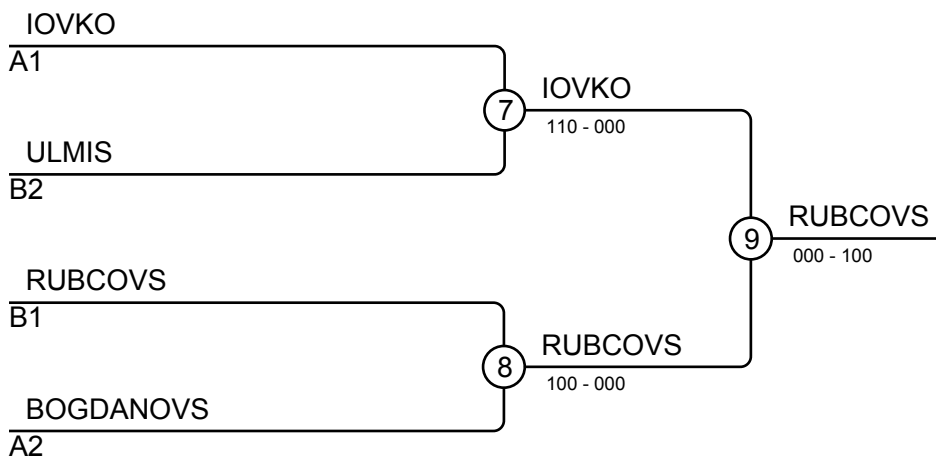 IOVKO
A1
7
IOVKO
110 - 000
ULMIS
B2
9
RUBCOVS
000 - 100
RUBCOVS
B1
8
RUBCOVS
100 - 000
BOGDANOVS
A2